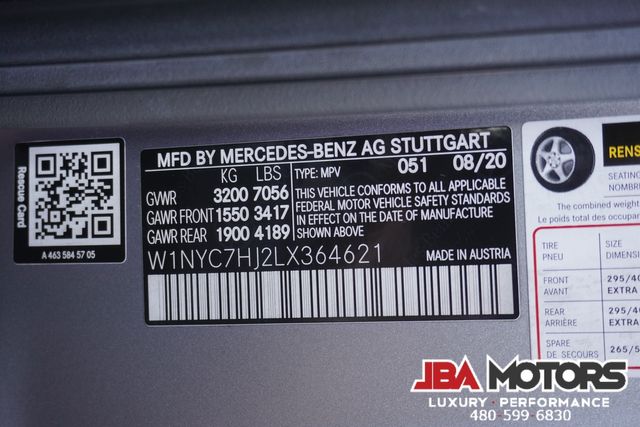 Rescue Card
A 463 584 57 05
MFD BY MERCEDES-BENZ AG STUTTGART
KG LBS TYPE: MPV 051 08/20
GVWR 3200 7056
GAWR FRONT 1550 3417
GAWR REAR 1900 4189
THIS VEHICLE CONFORMS TO ALL APPLICABLE
FEDERAL MOTOR VEHICLE SAFETY STANDARDS
IN EFFECT ON THE DATE OF MANUFACTURE
SHOWN ABOVE
W1NYC7HJ2LX364621 MADE IN AUSTRIA
RENS
SEATING
NOMBRE
The combined weight
Le poids total des occupa
TIRE SIZE
PNEU DIMENSI
FRONT 295/40
AVANT EXTRA
REAR 295/40
ARRIÈRE EXTRA
SPARE 265/5
DE SECOURS
JBA MOTORS
LUXURY · PERFORMANCE
480-599-6830